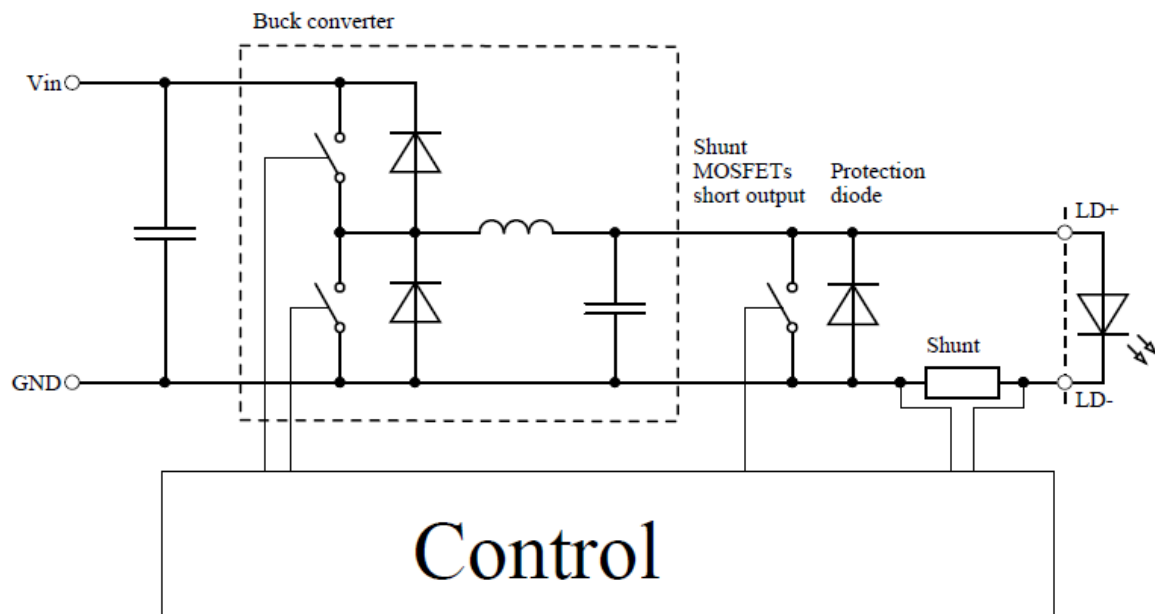 Buck converter
Vin
Shunt
MOSFETs
short output
Protection
diode
LD+
Shunt
GND
LD-
Control